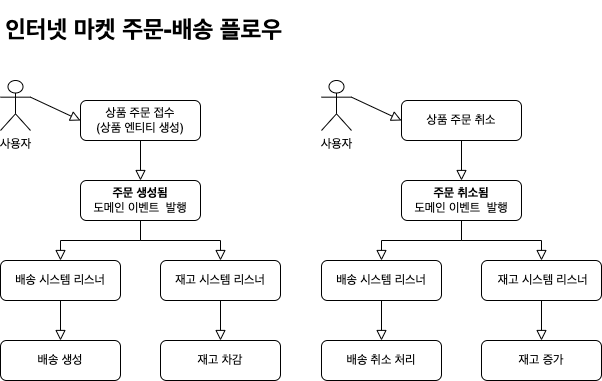 인터넷 마켓 주문-배송 플로우
사용자
상품 주문 접수
(상품 엔티티 생성)
주문 생성됨
도메인 이벤트 발행
배송 시스템 리스너
재고 시스템 리스너
배송 생성
재고 차감
사용자
상품 주문 취소
주문 취소됨
도메인 이벤트 발행
배송 시스템 리스너
재고 시스템 리스너
배송 취소 처리
재고 증가